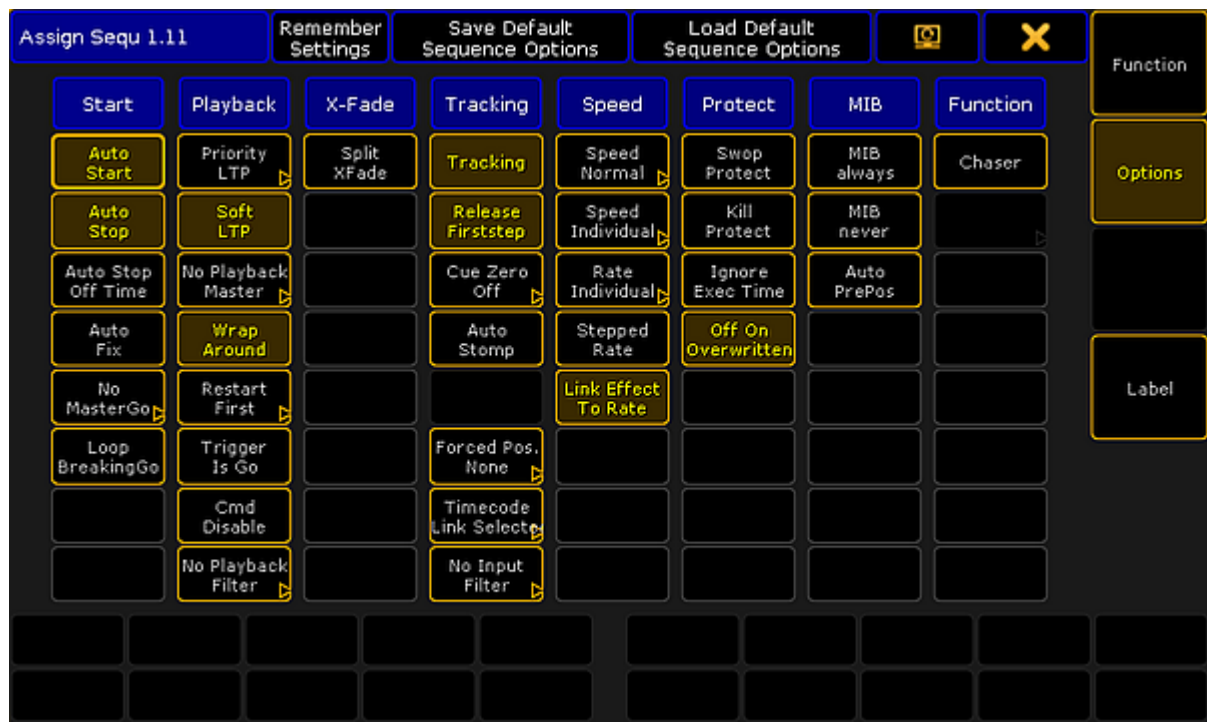 Assign Sequ 1.11
Remember
Settings
Save Default
Sequence Options
Load Default
Sequence Options
Function
Options
Label
Start
Playback
X-Fade
Tracking
Speed
Protect
MIB
Function
Auto
Start
Priority
LTP
Split
XFade
Tracking
Speed
Normal
Swop
Protect
MIB
always
Chaser
Auto
Stop
Soft
LTP
Release
Firststep
Speed
Individual
Kill
Protect
MIB
never
Auto Stop
Off Time
No Playback
Master
Cue Zero
Off
Rate
Individual
Ignore
Exec Time
Auto
PrePos
Auto
Fix
Wrap
Around
Auto
Stomp
Stepped
Rate
Off On
Overwritten
No
MasterGo
Restart
First
Link Effect
To Rate
Loop
BreakingGo
Trigger
Is Go
Forced Pos.
None
Cmd
Disable
Timecode
Link Selecte
No Playback
Filter
No Input
Filter